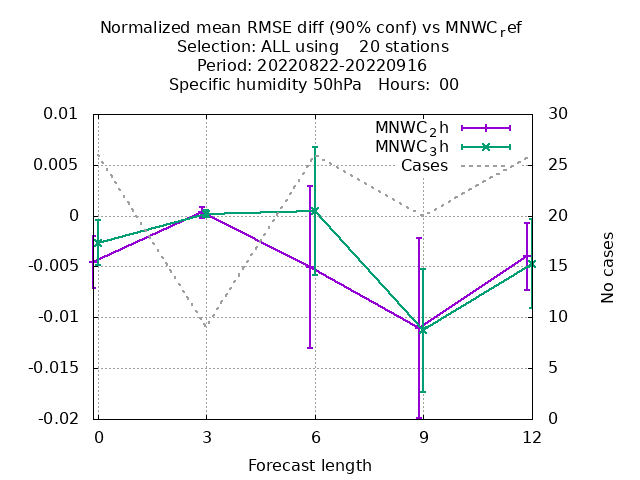 Normalized mean RMSE diff (90% conf) vs MNWC_ref
Selection: ALL using    20 stations
Period: 20220822-20220916
Specific humidity 50hPa   Hours:  00
0.01
0.005
0
-0.005
-0.01
-0.015
-0.02
30
25
20
15
10
5
0
MNWC_2h
MNWC_3h
Cases
No cases
0
3
6
9
12
Forecast length